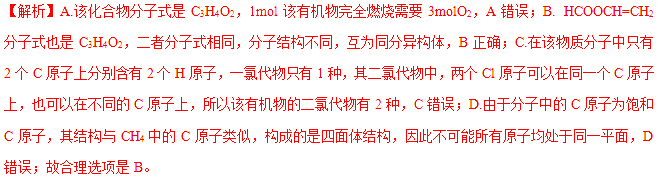 【解析】A.该化合物分子式是 C₃H₄O₂，1mol 该有机物完全燃烧需要 3molO₂，A 错误；B. HCOOCH=CH₂
分子式也是 C₃H₄O₂，二者分子式相同，分子结构不同，互为同分异构体，B 正确；C.在该物质分子中只有
2 个 C 原子上分别含有 2 个 H 原子，一氯代物只有 1 种，其二氯代物中，两个 Cl 原子可以在同一个 C 原子
上，也可以在不同的 C 原子上，所以该有机物的二氯代物有 2 种，C 错误；D.由于分子中的 C 原子为饱和
C 原子，其结构与 CH₄ 中的 C 原子类似，构成的是四面体结构，因此不可能所有原子均处于同一平面，D
错误；故合理选项是 B。